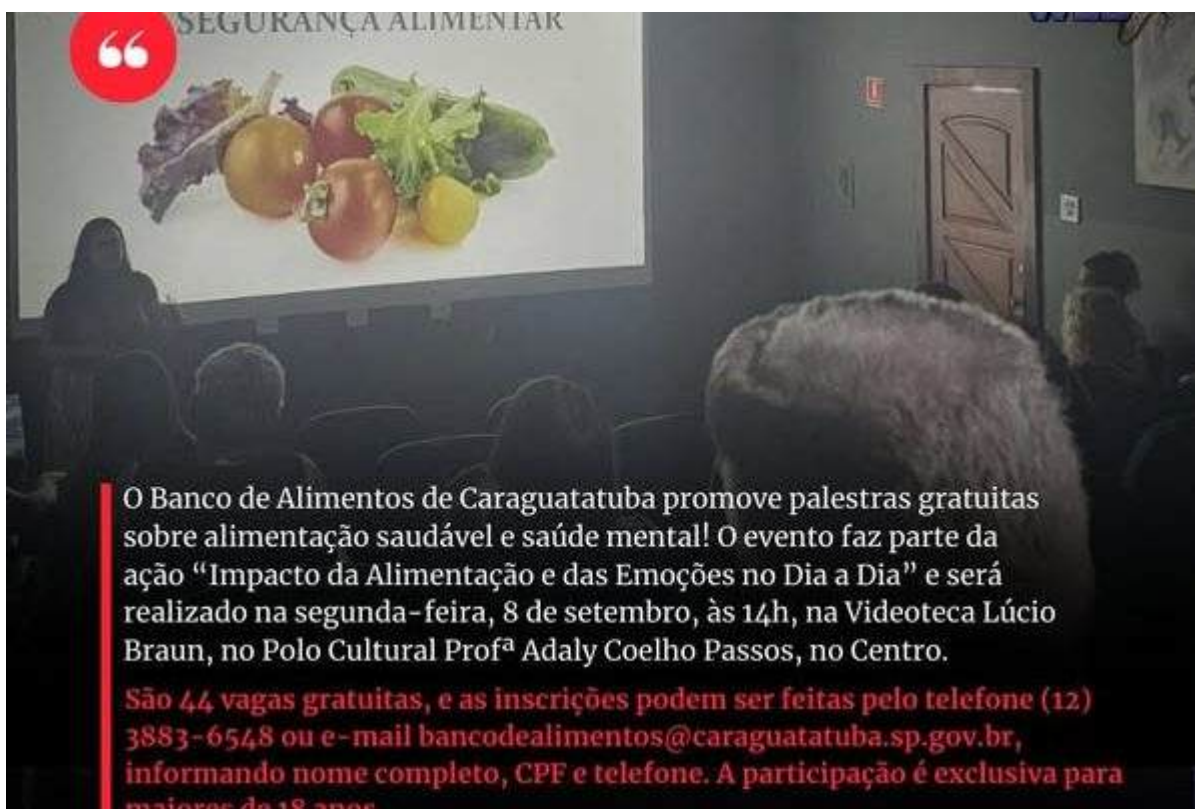 SEGURANÇA ALIMENTAR
O Banco de Alimentos de Caraguatatuba promove palestras gratuitas
sobre alimentação saudável e saúde mental! O evento faz parte da
ação “Impacto da Alimentação e das Emoções no Dia a Dia” e será
realizado na segunda-feira, 8 de setembro, às 14h, na Videoteca Lúcio
Braun, no Polo Cultural Profª Adaly Coelho Passos, no Centro.
São 44 vagas gratuitas, e as inscrições podem ser feitas pelo telefone (12)
3883-6548 ou e-mail bancodealimentos@caraguatatuba.sp.gov.br,
informando nome completo, CPF e telefone. A participação é exclusiva para
maiores de 18 anos